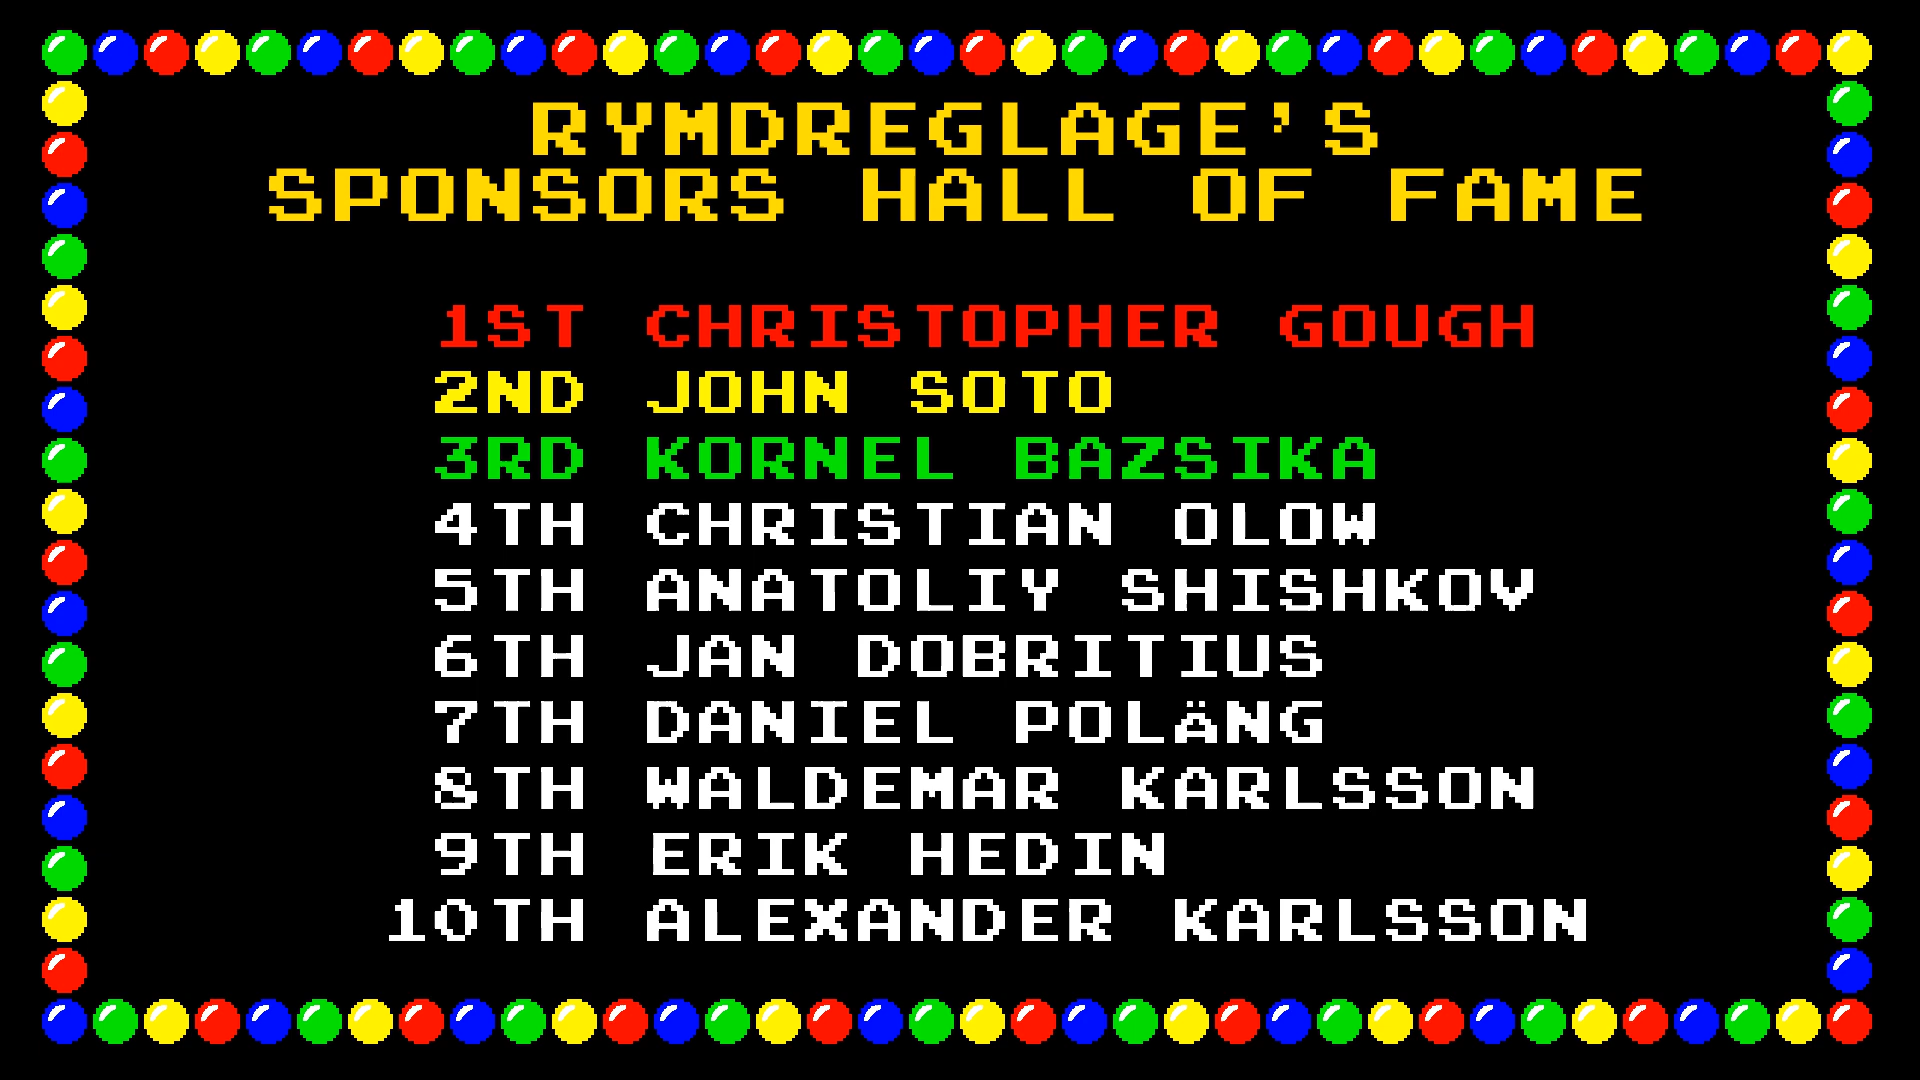 RYMDREGLAGE'S
SPONSORS HALL OF FAME
1ST CHRISTOPHER GOUGH
2ND JOHN SOTO
3RD KORNEL BAZSIKA
4TH CHRISTIAN OLOW
5TH ANATOLIY SHISHKOV
6TH JAN DOBRITIUS
7TH DANIEL POLÄNG
8TH WALDEMAR KARLSSON
9TH ERIK HEDIN
10TH ALEXANDER KARLSSON